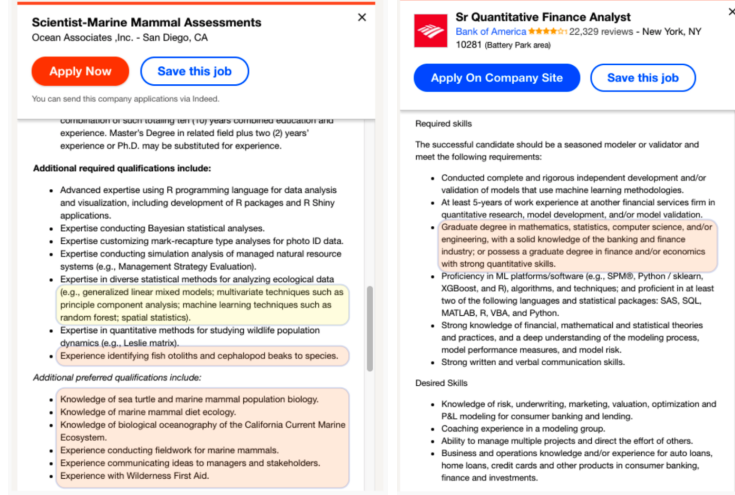 Scientist-Marine Mammal Assessments
Ocean Associates ,Inc. - San Diego, CA
Apply Now
Save this job
You can send this company applications via Indeed.
combination of such totaling ten (10) years combined education and
experience. Master's Degree in related field plus two (2) years'
experience or Ph.D. may be substituted for experience.
Additional required qualifications include:
• Advanced expertise using R programming language for data analysis
and visualization, including development of R packages and R Shiny
applications.
• Expertise conducting Bayesian statistical analyses.
• Expertise customizing mark-recapture type analyses for photo ID data.
• Expertise conducting simulation analysis of managed natural resource
systems (e.g., Management Strategy Evaluation).
• Expertise in diverse statistical methods for analyzing ecological data
(e.g., generalized linear mixed models; multivariate techniques such as
principle component analysis; machine learning techniques such as
random forest; spatial statistics).
• Expertise in quantitative methods for studying wildlife population
dynamics (e.g., Leslie matrix).
• Experience identifying fish otoliths and cephalopod beaks to species.
Additional preferred qualifications include:
• Knowledge of sea turtle and marine mammal population biology.
• Knowledge of marine mammal diet ecology.
• Knowledge of biological oceanography of the California Current Marine
Ecosystem.
• Experience conducting fieldwork for marine mammals.
• Experience communicating ideas to managers and stakeholders.
• Experience with Wilderness First Aid.
Sr Quantitative Finance Analyst
Bank of America 22,329 reviews - New York, NY
10281 (Battery Park area)
Apply On Company Site
Save this job
Required skills
The successful candidate should be a seasoned modeler or validator and
meet the following requirements:
• Conducted complete and rigorous independent development and/or
validation of models that use machine learning methodologies.
• At least 5-years of work experience at another financial services firm in
quantitative research, model development, and/or model validation.
• Graduate degree in mathematics, statistics, computer science, and/or
engineering, with a solid knowledge of the banking and finance
industry; or possess a graduate degree in finance and/or economics
with strong quantitative skills.
• Proficiency in ML platforms/software (e.g., SPM®, Python / sklearn,
XGBoost, and R), algorithms, and techniques; and proficient in at least
two of the following languages and statistical packages: SAS, SQL,
MATLAB, R, VBA, and Python.
• Strong knowledge of financial, mathematical and statistical theories
and practices, and a deep understanding of the modeling process,
model performance measures, and model risk.
• Strong written and verbal communication skills.
Desired Skills
• Knowledge of risk, underwriting, marketing, valuation, optimization and
P&L modeling for consumer banking and lending.
• Coaching experience in a modeling group.
• Ability to manage multiple projects and direct the effort of others.
• Business and operations knowledge and/or experience for auto loans,
home loans, credit cards and other products in consumer banking,
finance and investments.